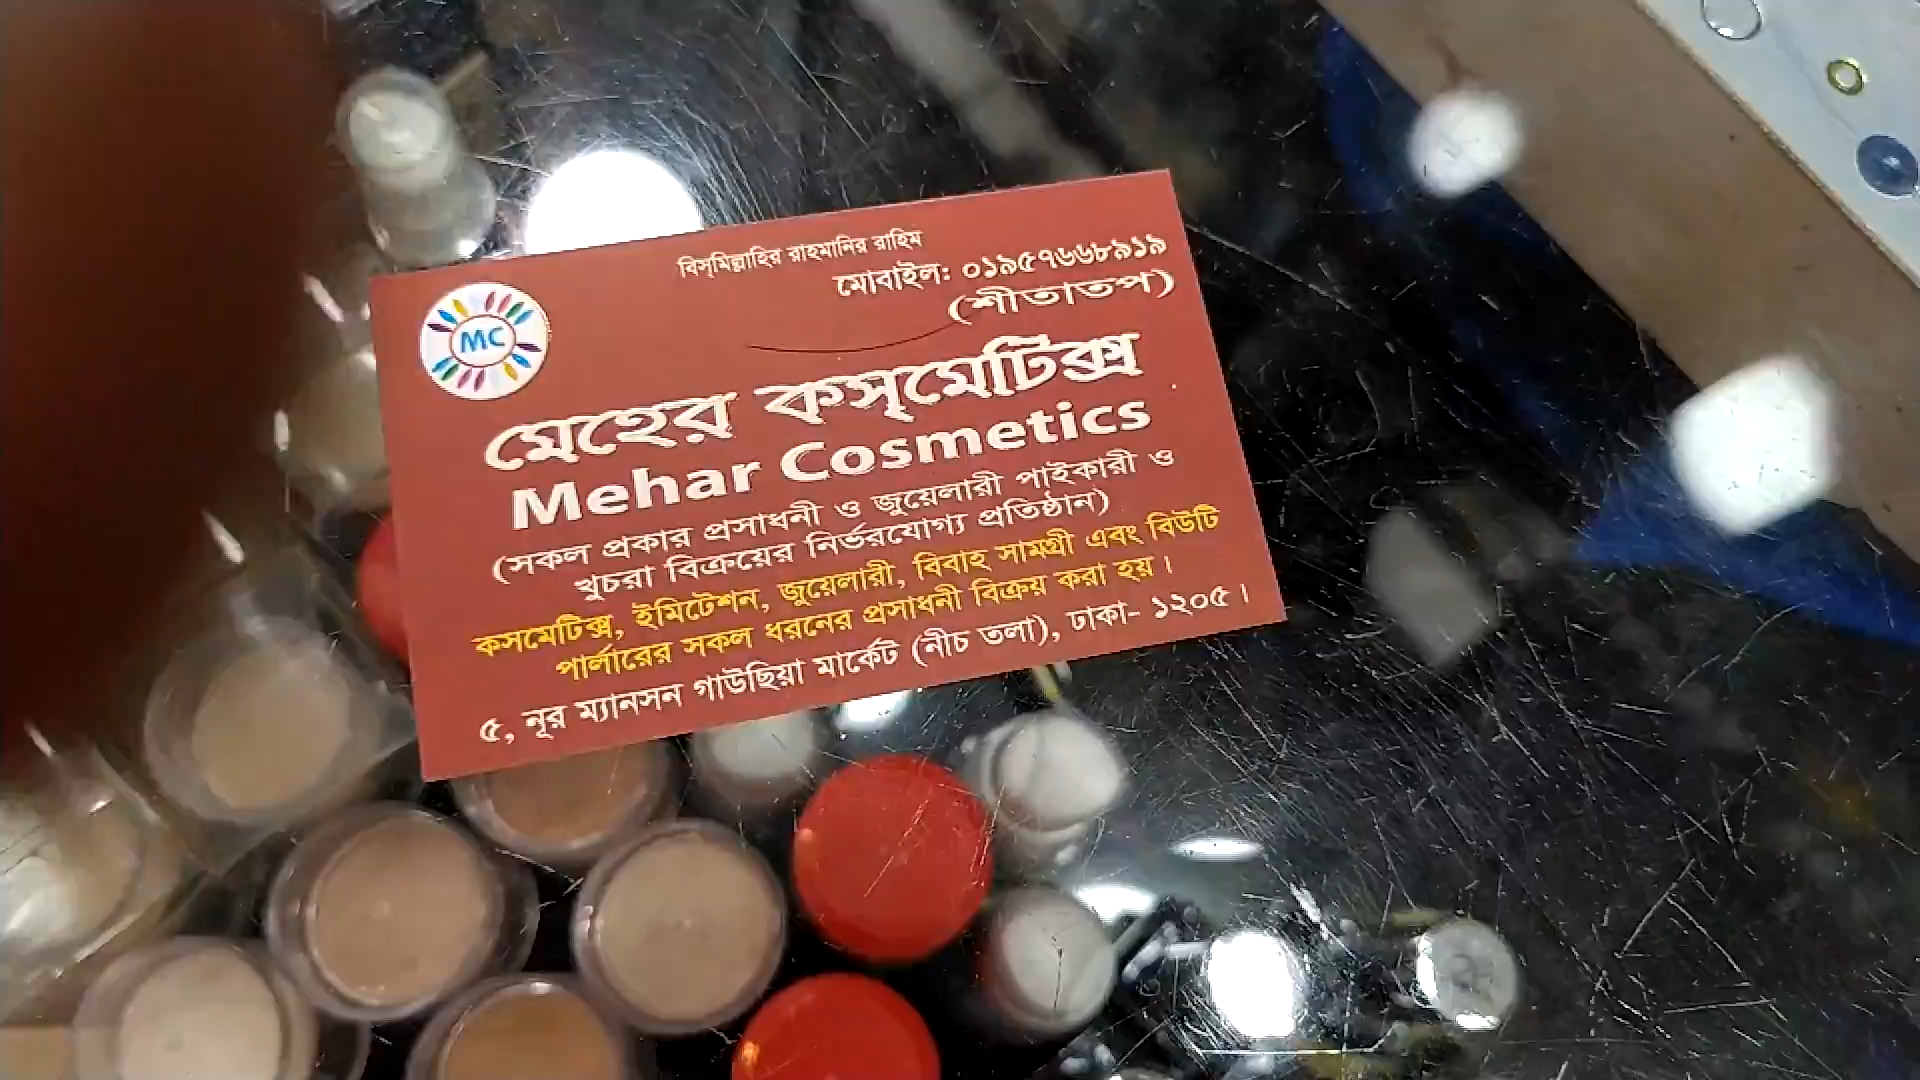 বিস্‌মিল্লাহির রাহমানির রাহিম
মোবাইল: ০১৯৫৭৬৬৮৯১৯
(শীতাতপ)
MC
মেহের কস্‌মেটিক্স
Mehar Cosmetics
(সকল প্রকার প্রসাধনী ও জুয়েলারী পাইকারী ও
খুচরা বিক্রয়ের নির্ভরযোগ্য প্রতিষ্ঠান)
কসমেটিক্স, ইমিটেশন, জুয়েলারী, বিবাহ সামগ্রী এবং বিউটি
পার্লারের সকল ধরনের প্রসাধনী বিক্রয় করা হয়।
৫, নূর ম্যানসন গাউছিয়া মার্কেট (নীচ তলা), ঢাকা- ১২০৫।